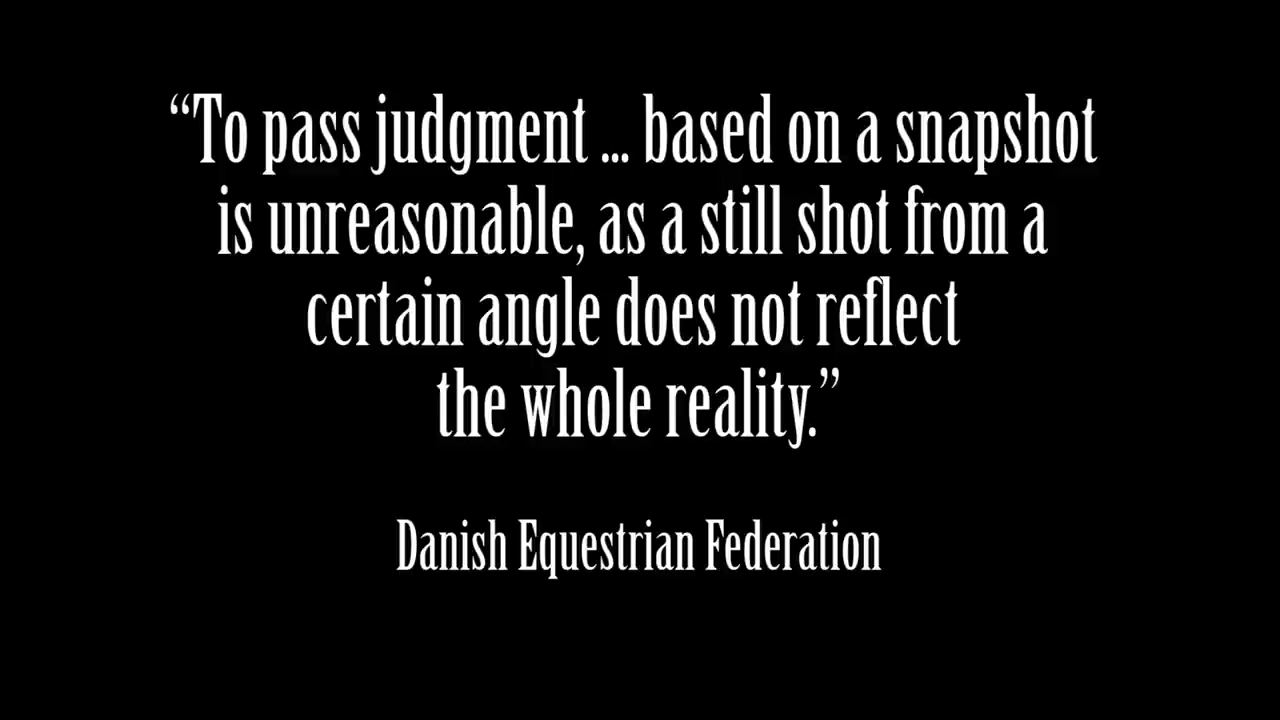 “To pass judgment ... based on a snapshot
is unreasonable, as a still shot from a
certain angle does not reflect
the whole reality.”
Danish Equestrian Federation